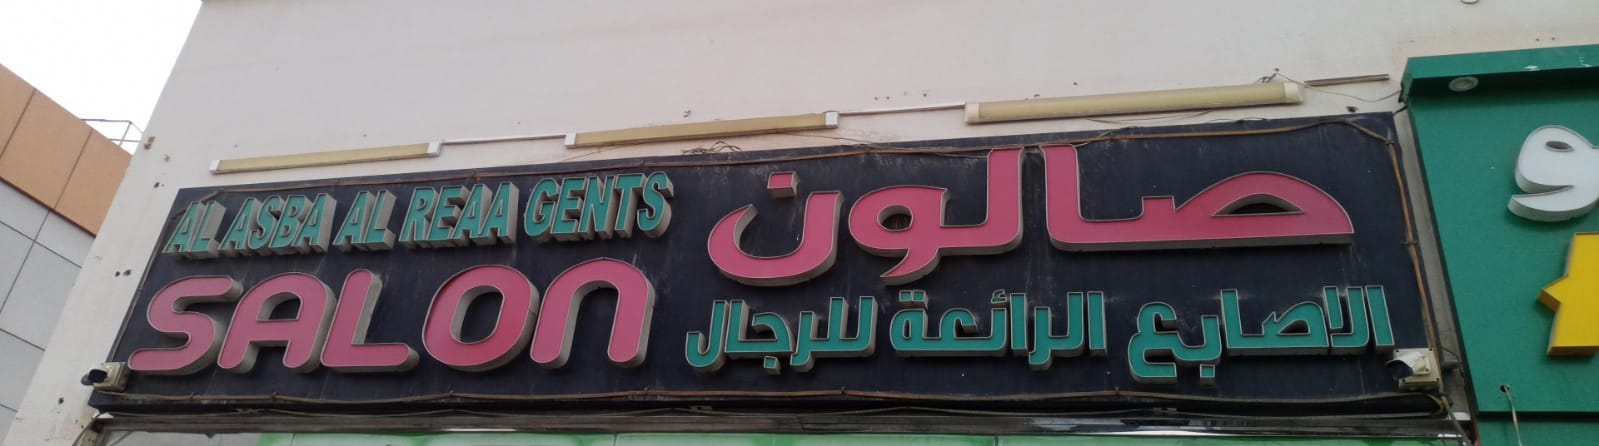 AL ASBA AL REAA GENTS
SALON
صالون
الاصابع الرائعة للرجال